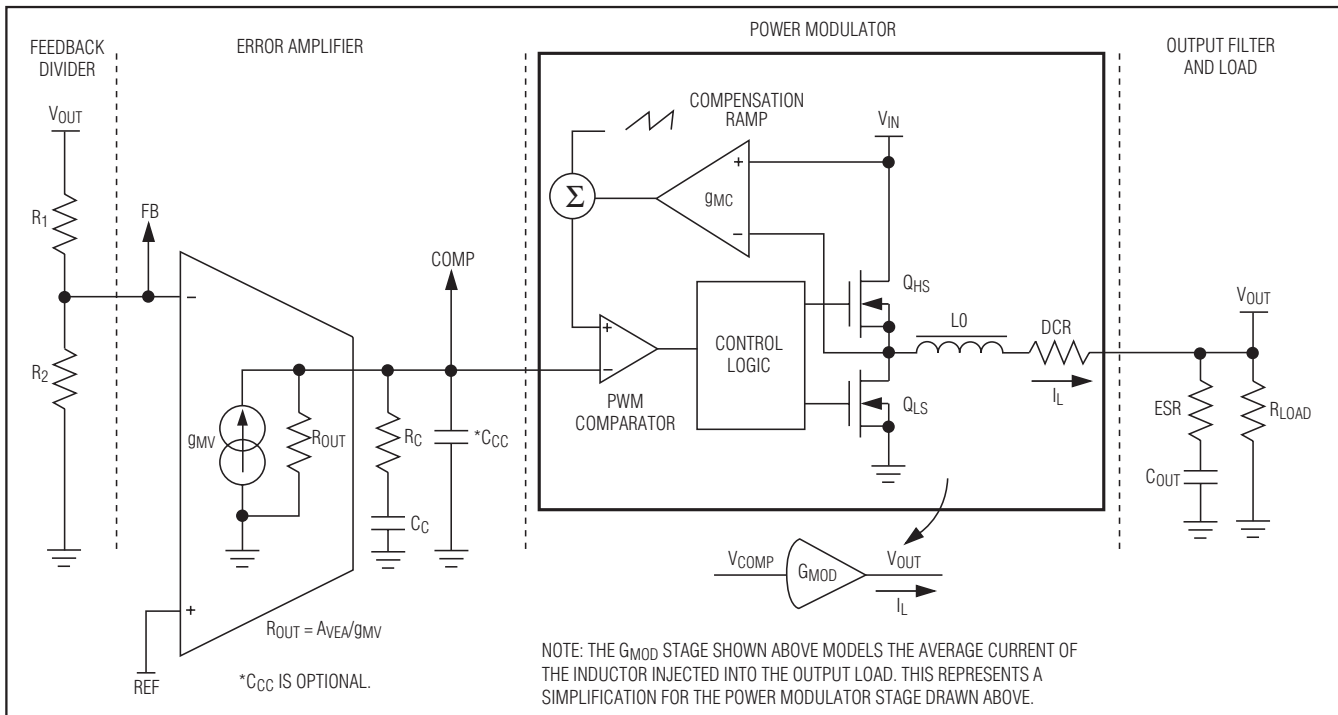 FEEDBACK
DIVIDER
ERROR AMPLIFIER
POWER MODULATOR
OUTPUT FILTER
AND LOAD
VOUT
R1
FB
R2
gMV
ROUT
RC
CC
*CCC
COMP
ROUT = AVEA/gMV
*CCC IS OPTIONAL.
REF
COMPENSATION
RAMP
Σ
gMC
VIN
PWM
COMPARATOR
CONTROL
LOGIC
QHS
QLS
L0
DCR
IL
VOUT
ESR
COUT
RLOAD
VCOMP
GMOD
VOUT
IL
NOTE: THE GMOD STAGE SHOWN ABOVE MODELS THE AVERAGE CURRENT OF
THE INDUCTOR INJECTED INTO THE OUTPUT LOAD. THIS REPRESENTS A
SIMPLIFICATION FOR THE POWER MODULATOR STAGE DRAWN ABOVE.